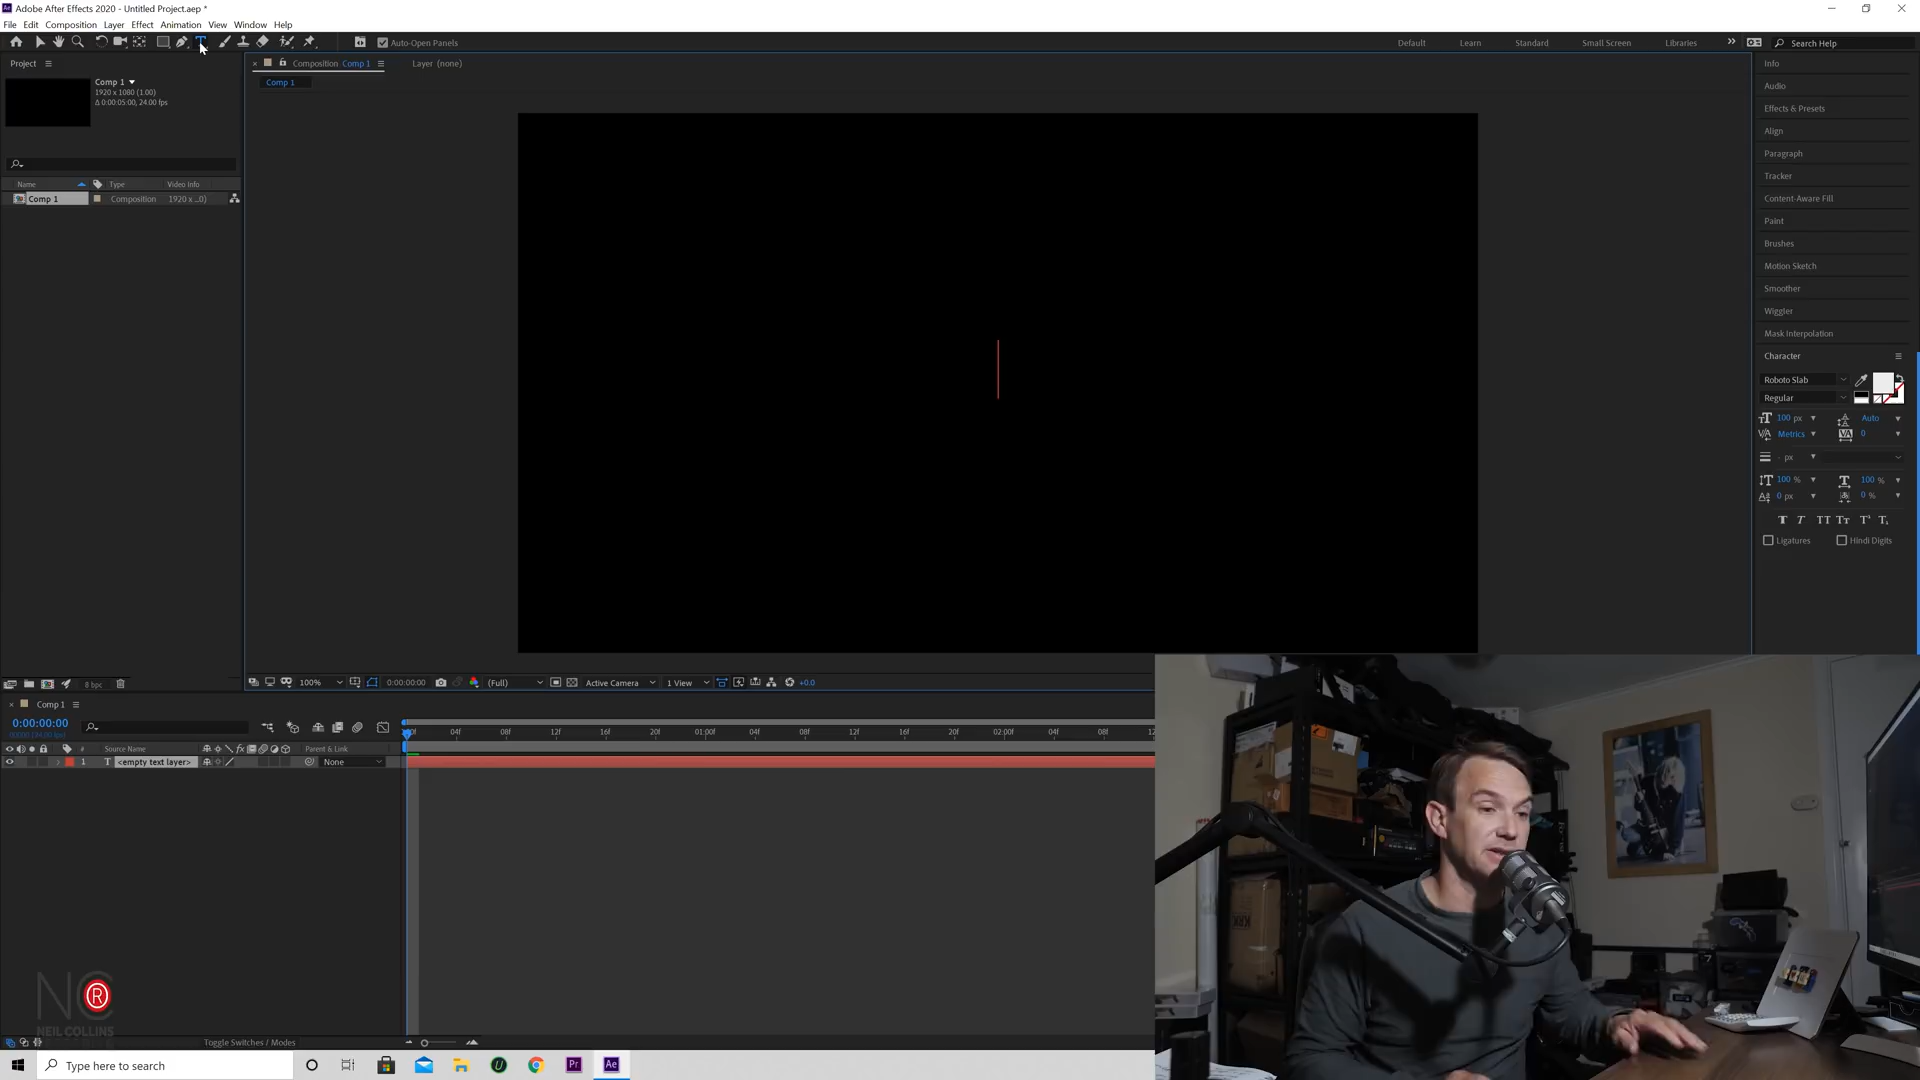 Adobe After Effects 2020 - Untitled Project.aep *
File Edit Composition Layer Effect Animation View Window Help
Auto-Open Panels
Default Learn Standard Small Screen Libraries Search Help
Project
Composition Comp 1
Layer (none)
Comp 1
Comp 1
1920 x 1080 (1.00)
Δ 0:00:05:00, 24.00 fps
Name Type Video Info
Comp 1 Composition 1920 x ...0)
Info
Audio
Effects & Presets
Align
Paragraph
Tracker
Content-Aware Fill
Paint
Brushes
Motion Sketch
Smoother
Wiggler
Mask Interpolation
Character
Roboto Slab
Regular
100 px Auto
Metrics 0
- px
100 % 100 %
0 px 0 %
Ligatures Hindi Digits
8 bpc
100% 0:00:00:00 (Full) Active Camera 1 View +0.0
Comp 1
0:00:00:00
04f 08f 12f 16f 20f 01:00f 04f 08f 12f 16f 20f 02:00f 04f 08f
# Source Name Parent & Link
1 T <empty text layer> None
NC ®
NEIL COLLINS
Toggle Switches / Modes
Type here to search
Pr Ae